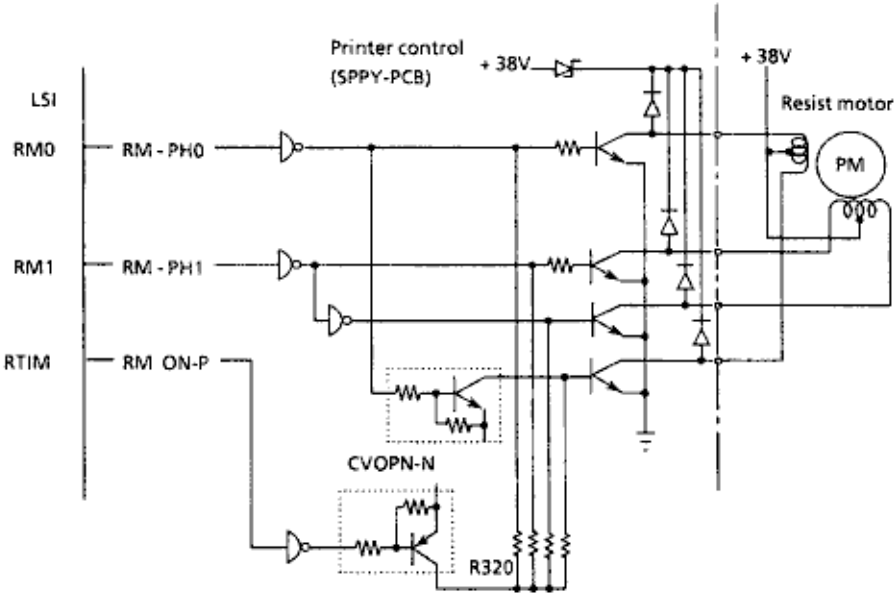 Printer control
(SPPY-PCB)
+ 38V
+ 38V
LSI
Resist motor
RM0
RM - PH0
PM
RM1
RM - PH1
RTIM
RM ON-P
CVOPN-N
R320